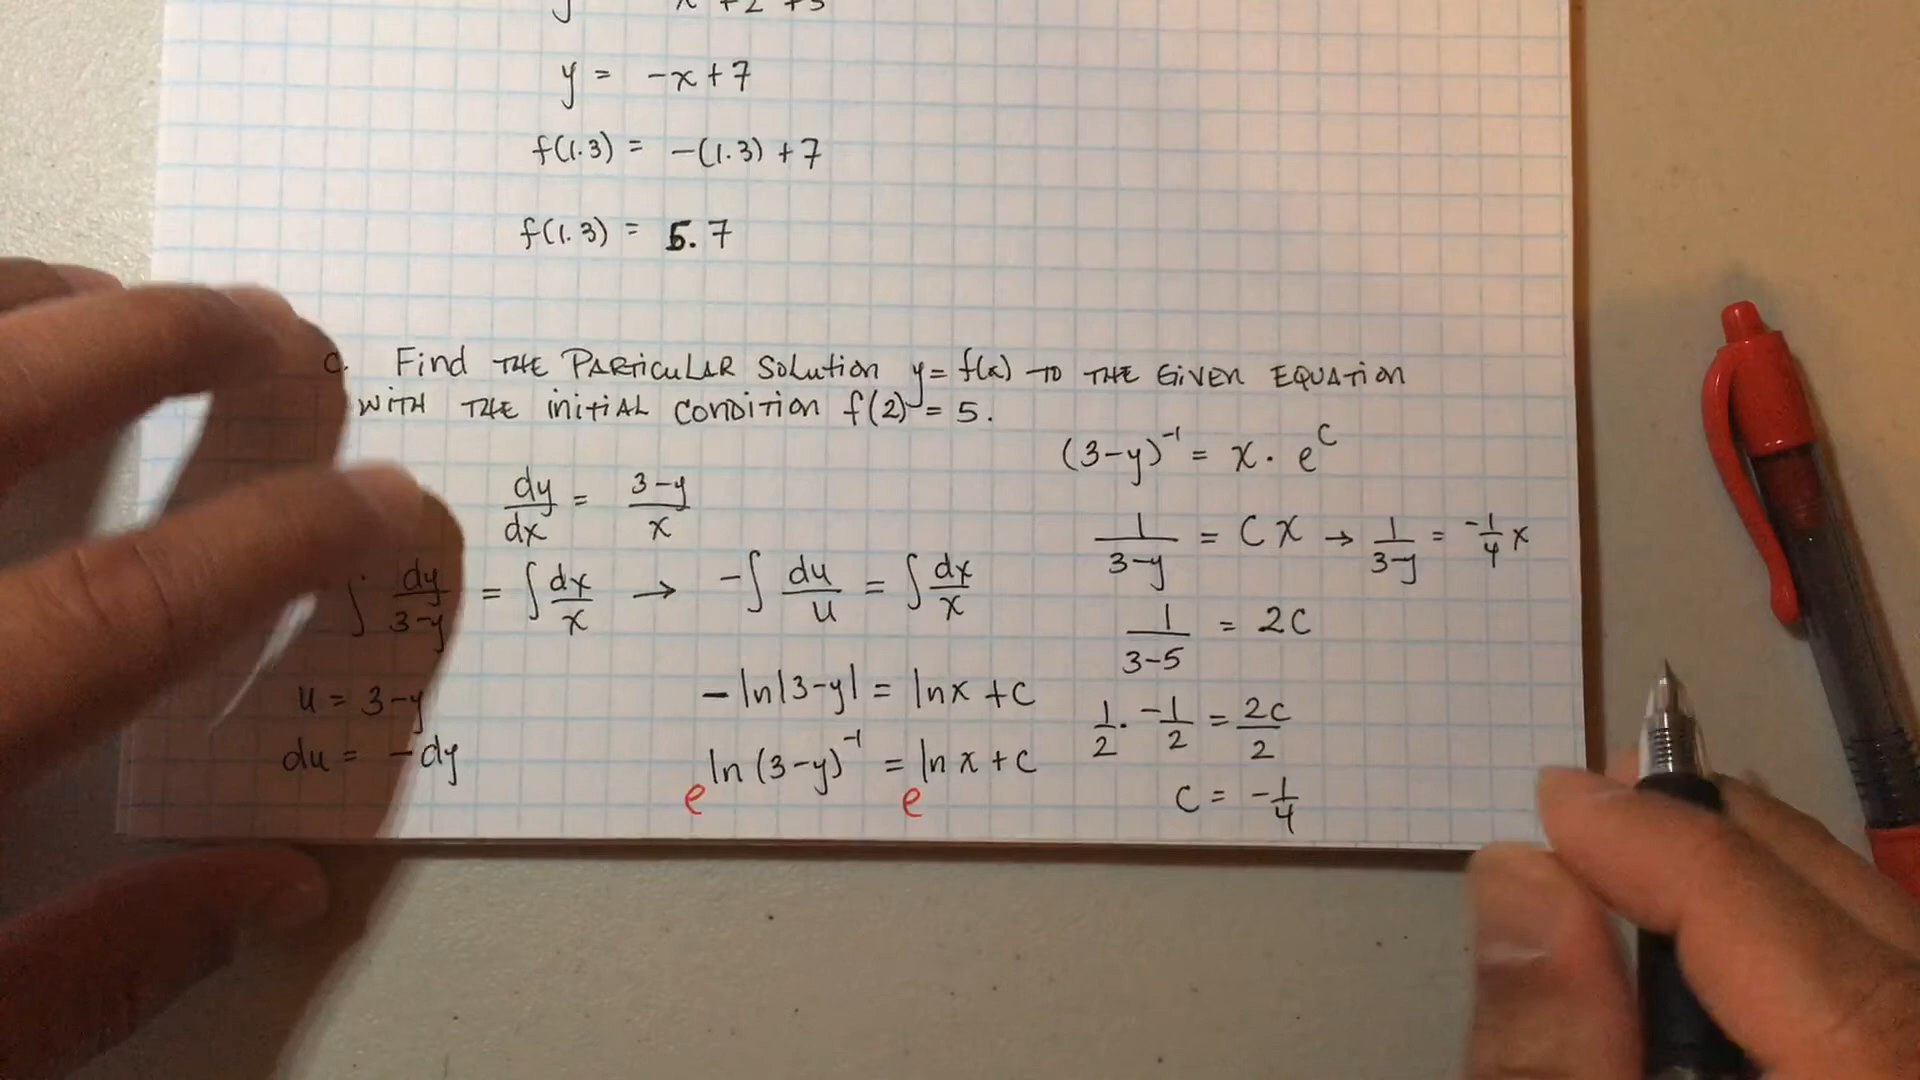 y = -x+7
f(1.3) = -(1.3) +7
f(1.3) = 5.7
c. Find THE PARTICULAR Solution y = f(x) TO THE GIVEN EQUATION
WITH THE INITIAL CONDITION f(2) = 5.
dy/dx = 3-y/x
∫ dy/3-y = ∫ dx/x → -∫ du/u = ∫ dx/x
u = 3-y
du = -dy
- ln|3-y| = lnx + c
e^ln (3-y)^-1 = e^ln x + c
(3-y)^-1 = x · e^C
1/3-y = Cx → 1/3-y = -1/4 x
1/3-5 = 2C
1/2 · -1/2 = 2C/2
C = -1/4